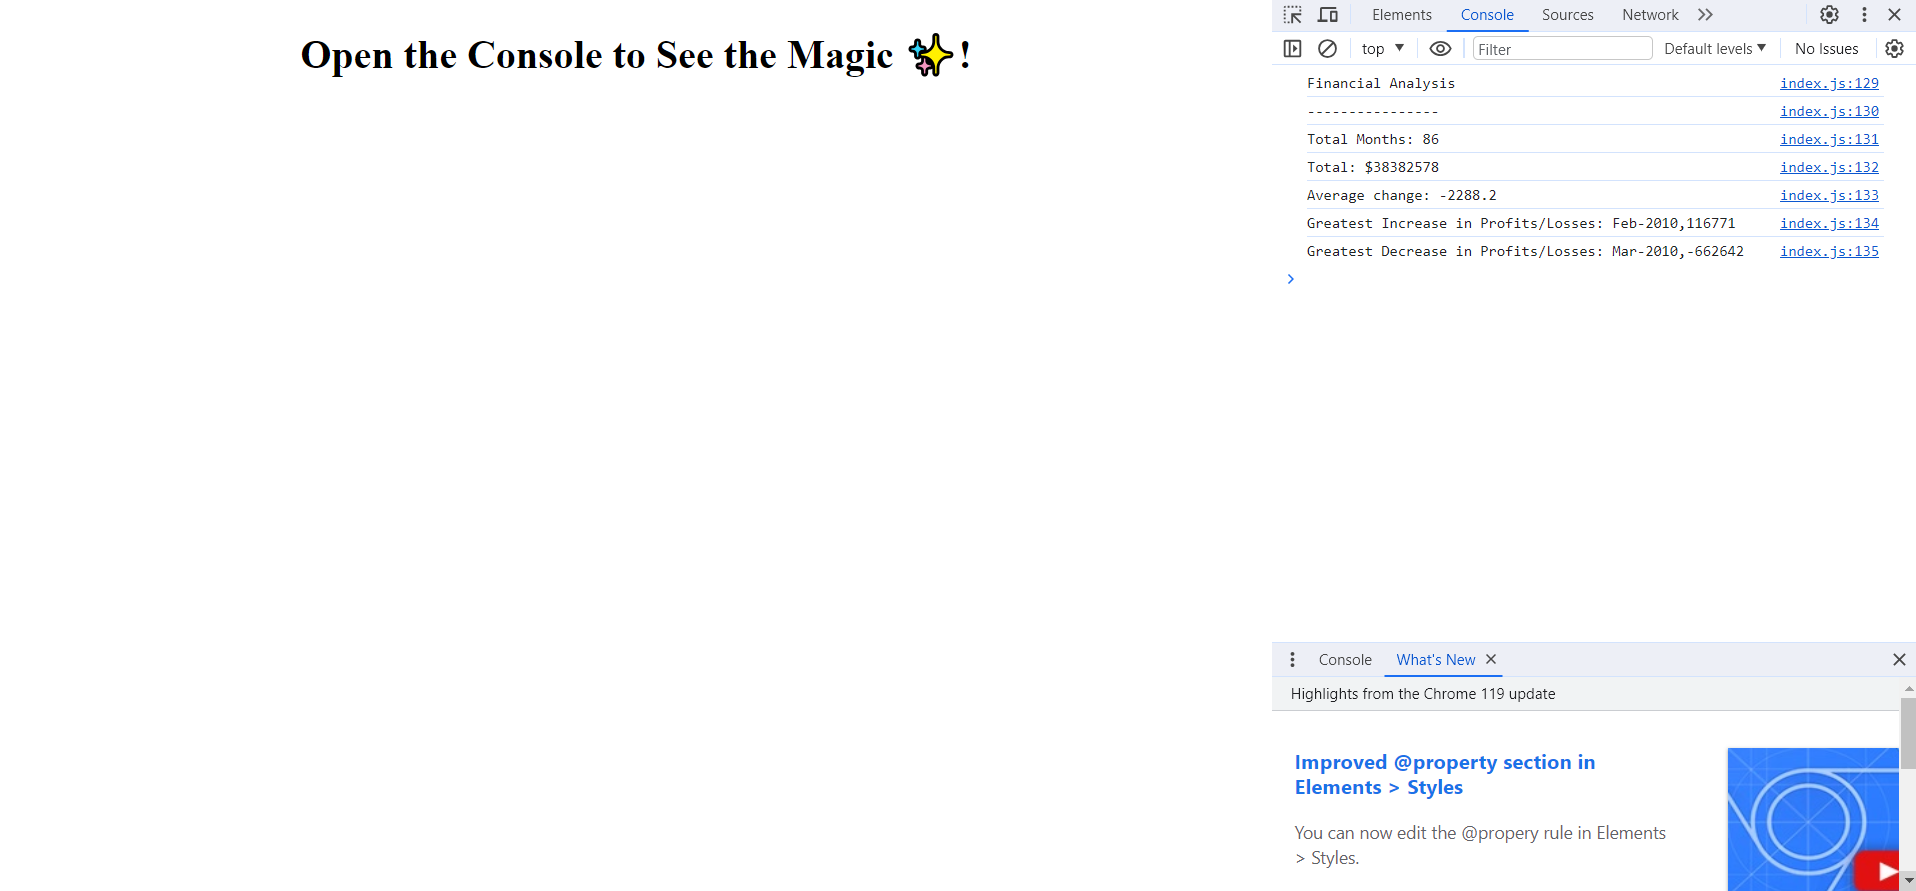 Open the Console to See the Magic ✨!
Elements Console Sources Network
top Filter Default levels No Issues
Financial Analysis index.js:129
---------------- index.js:130
Total Months: 86 index.js:131
Total: $38382578 index.js:132
Average change: -2288.2 index.js:133
Greatest Increase in Profits/Losses: Feb-2010,116771 index.js:134
Greatest Decrease in Profits/Losses: Mar-2010,-662642 index.js:135
Console What's New
Highlights from the Chrome 119 update
Improved @property section in
Elements > Styles
You can now edit the @propery rule in Elements
> Styles.